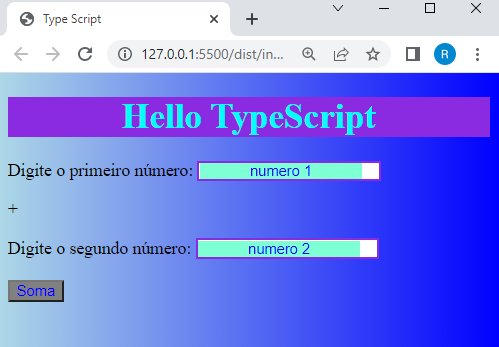 Type Script
127.0.0.1:5500/dist/in...
R
Hello TypeScript
Digite o primeiro número: numero 1
+
Digite o segundo número: numero 2
Soma